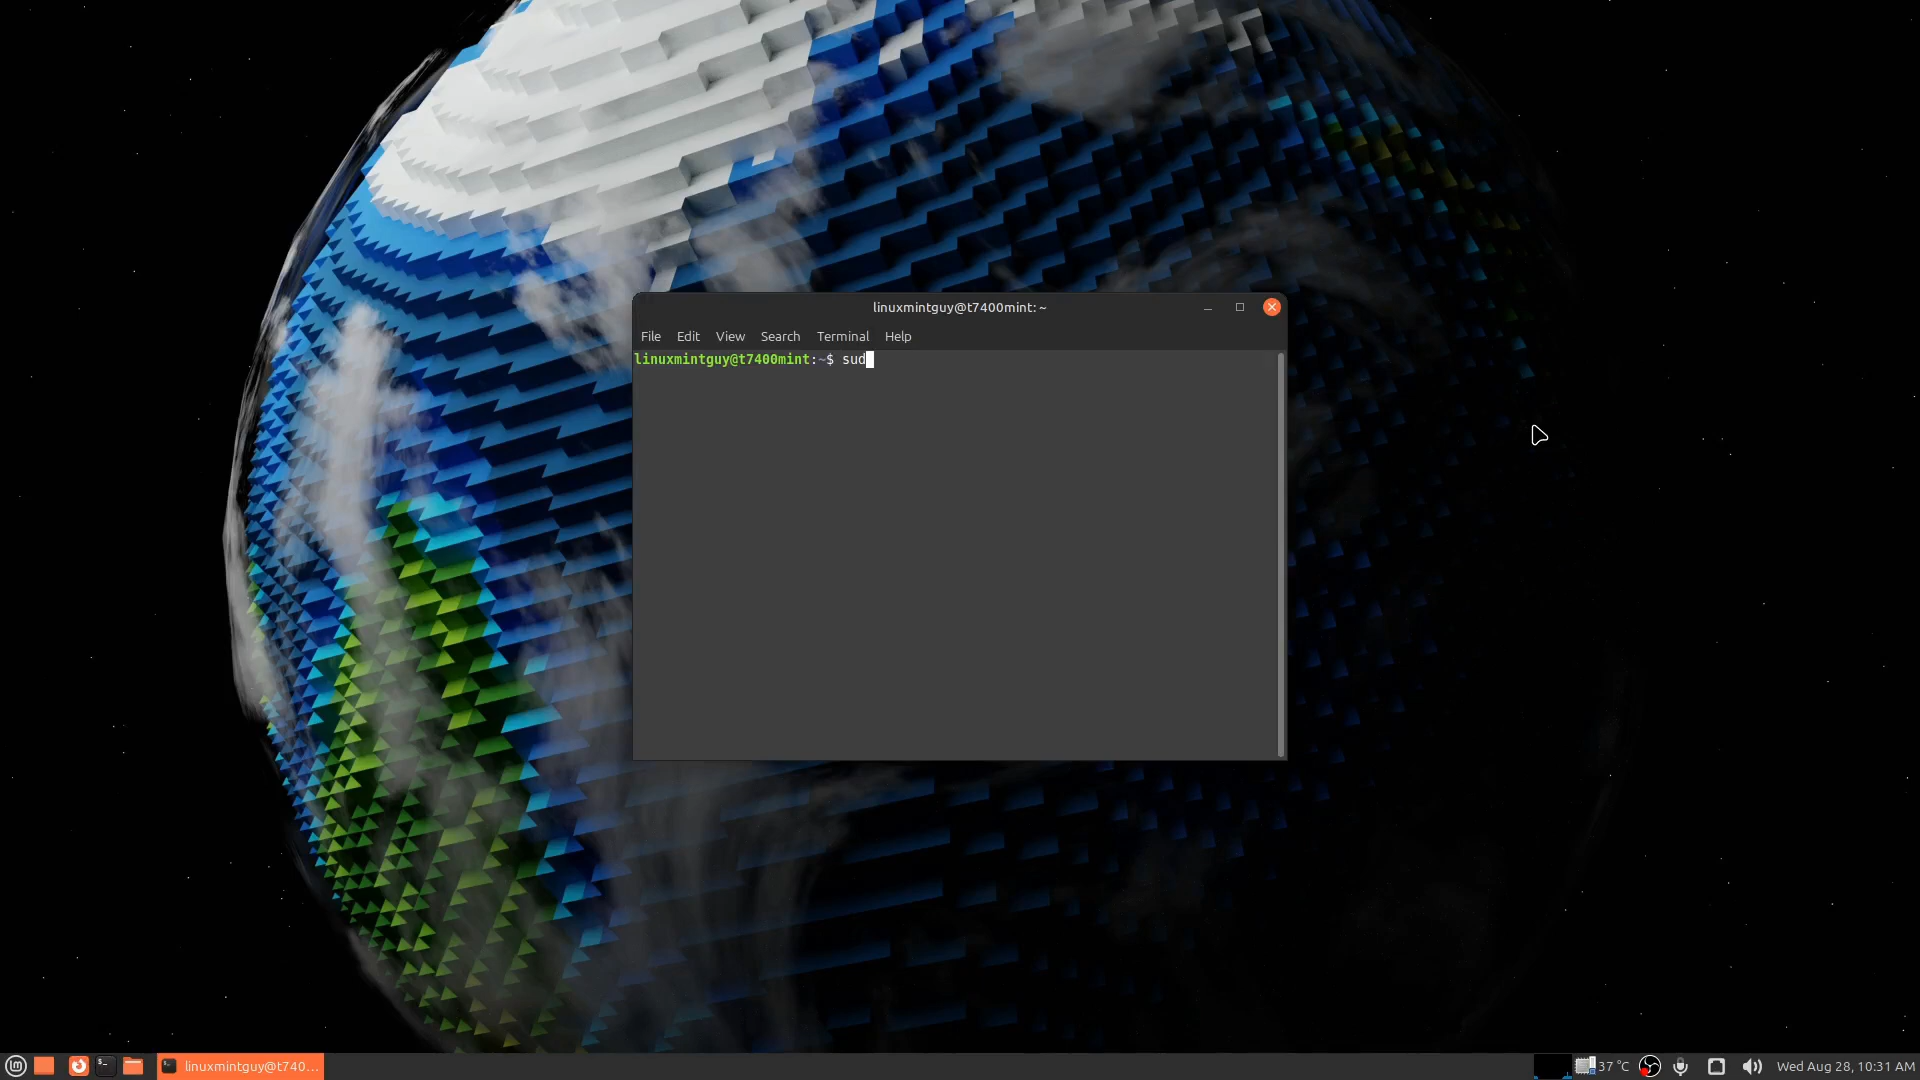 linuxmintguy@t7400mint: ~
File Edit View Search Terminal Help
linuxmintguy@t7400mint:~$ sud
linuxmintguy@t740...
37 °C
Wed Aug 28, 10:31 AM